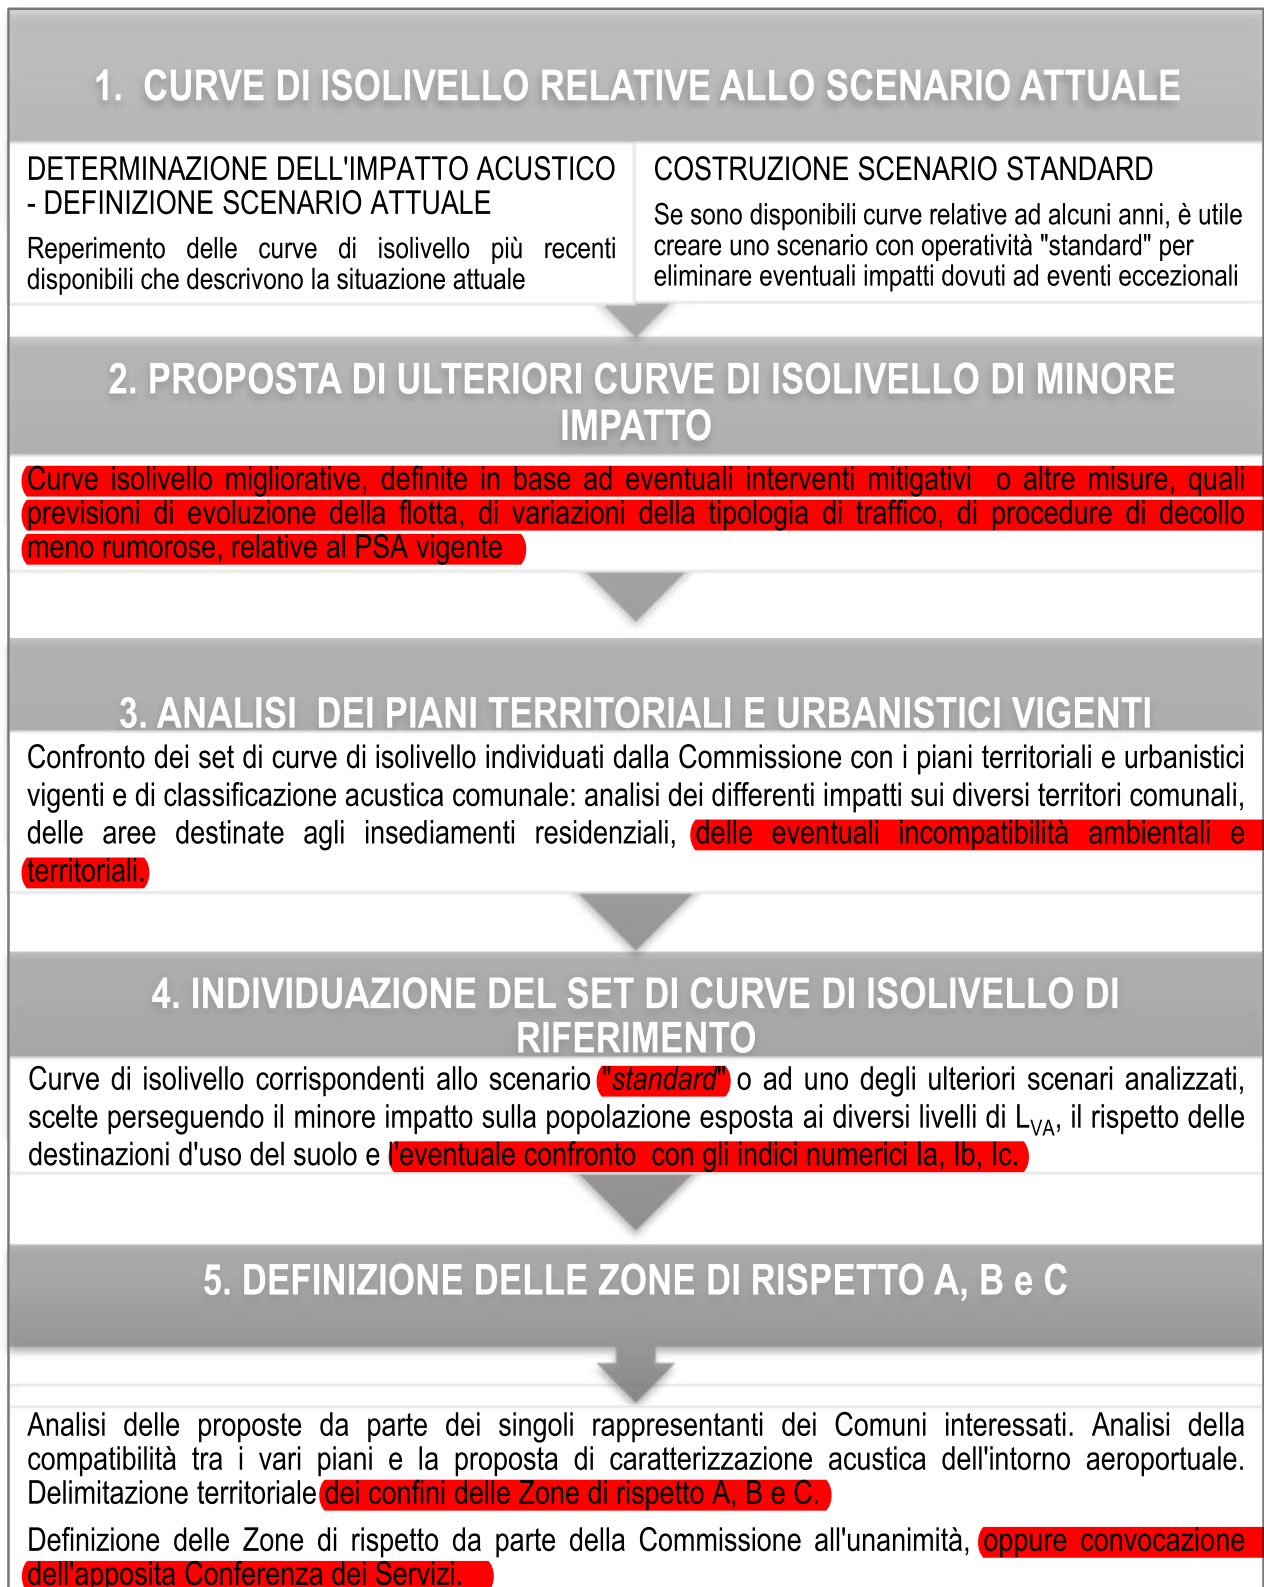 1. CURVE DI ISOLIVELLO RELATIVE ALLO SCENARIO ATTUALE
DETERMINAZIONE DELL'IMPATTO ACUSTICO
- DEFINIZIONE SCENARIO ATTUALE
Reperimento delle curve di isolivello più recenti
disponibili che descrivono la situazione attuale
COSTRUZIONE SCENARIO STANDARD
Se sono disponibili curve relative ad alcuni anni, è utile
creare uno scenario con operatività "standard" per
eliminare eventuali impatti dovuti ad eventi eccezionali
2. PROPOSTA DI ULTERIORI CURVE DI ISOLIVELLO DI MINORE
IMPATTO
Curve isolivello migliorative, definite in base ad eventuali interventi mitigativi o altre misure, quali
previsioni di evoluzione della flotta, di variazioni della tipologia di traffico, di procedure di decollo
meno rumorose, relative al PSA vigente
3. ANALISI DEI PIANI TERRITORIALI E URBANISTICI VIGENTI
Confronto dei set di curve di isolivello individuati dalla Commissione con i piani territoriali e urbanistici
vigenti e di classificazione acustica comunale: analisi dei differenti impatti sui diversi territori comunali,
delle aree destinate agli insediamenti residenziali, delle eventuali incompatibilità ambientali e
territoriali.
4. INDIVIDUAZIONE DEL SET DI CURVE DI ISOLIVELLO DI
RIFERIMENTO
Curve di isolivello corrispondenti allo scenario "standard" o ad uno degli ulteriori scenari analizzati,
scelte perseguendo il minore impatto sulla popolazione esposta ai diversi livelli di LVA, il rispetto delle
destinazioni d'uso del suolo e l'eventuale confronto con gli indici numerici Ia, Ib, Ic.
5. DEFINIZIONE DELLE ZONE DI RISPETTO A, B e C
Analisi delle proposte da parte dei singoli rappresentanti dei Comuni interessati. Analisi della
compatibilità tra i vari piani e la proposta di caratterizzazione acustica dell'intorno aeroportuale.
Delimitazione territoriale dei confini delle Zone di rispetto A, B e C.
Definizione delle Zone di rispetto da parte della Commissione all'unanimità, oppure convocazione
dell'apposita Conferenza dei Servizi.